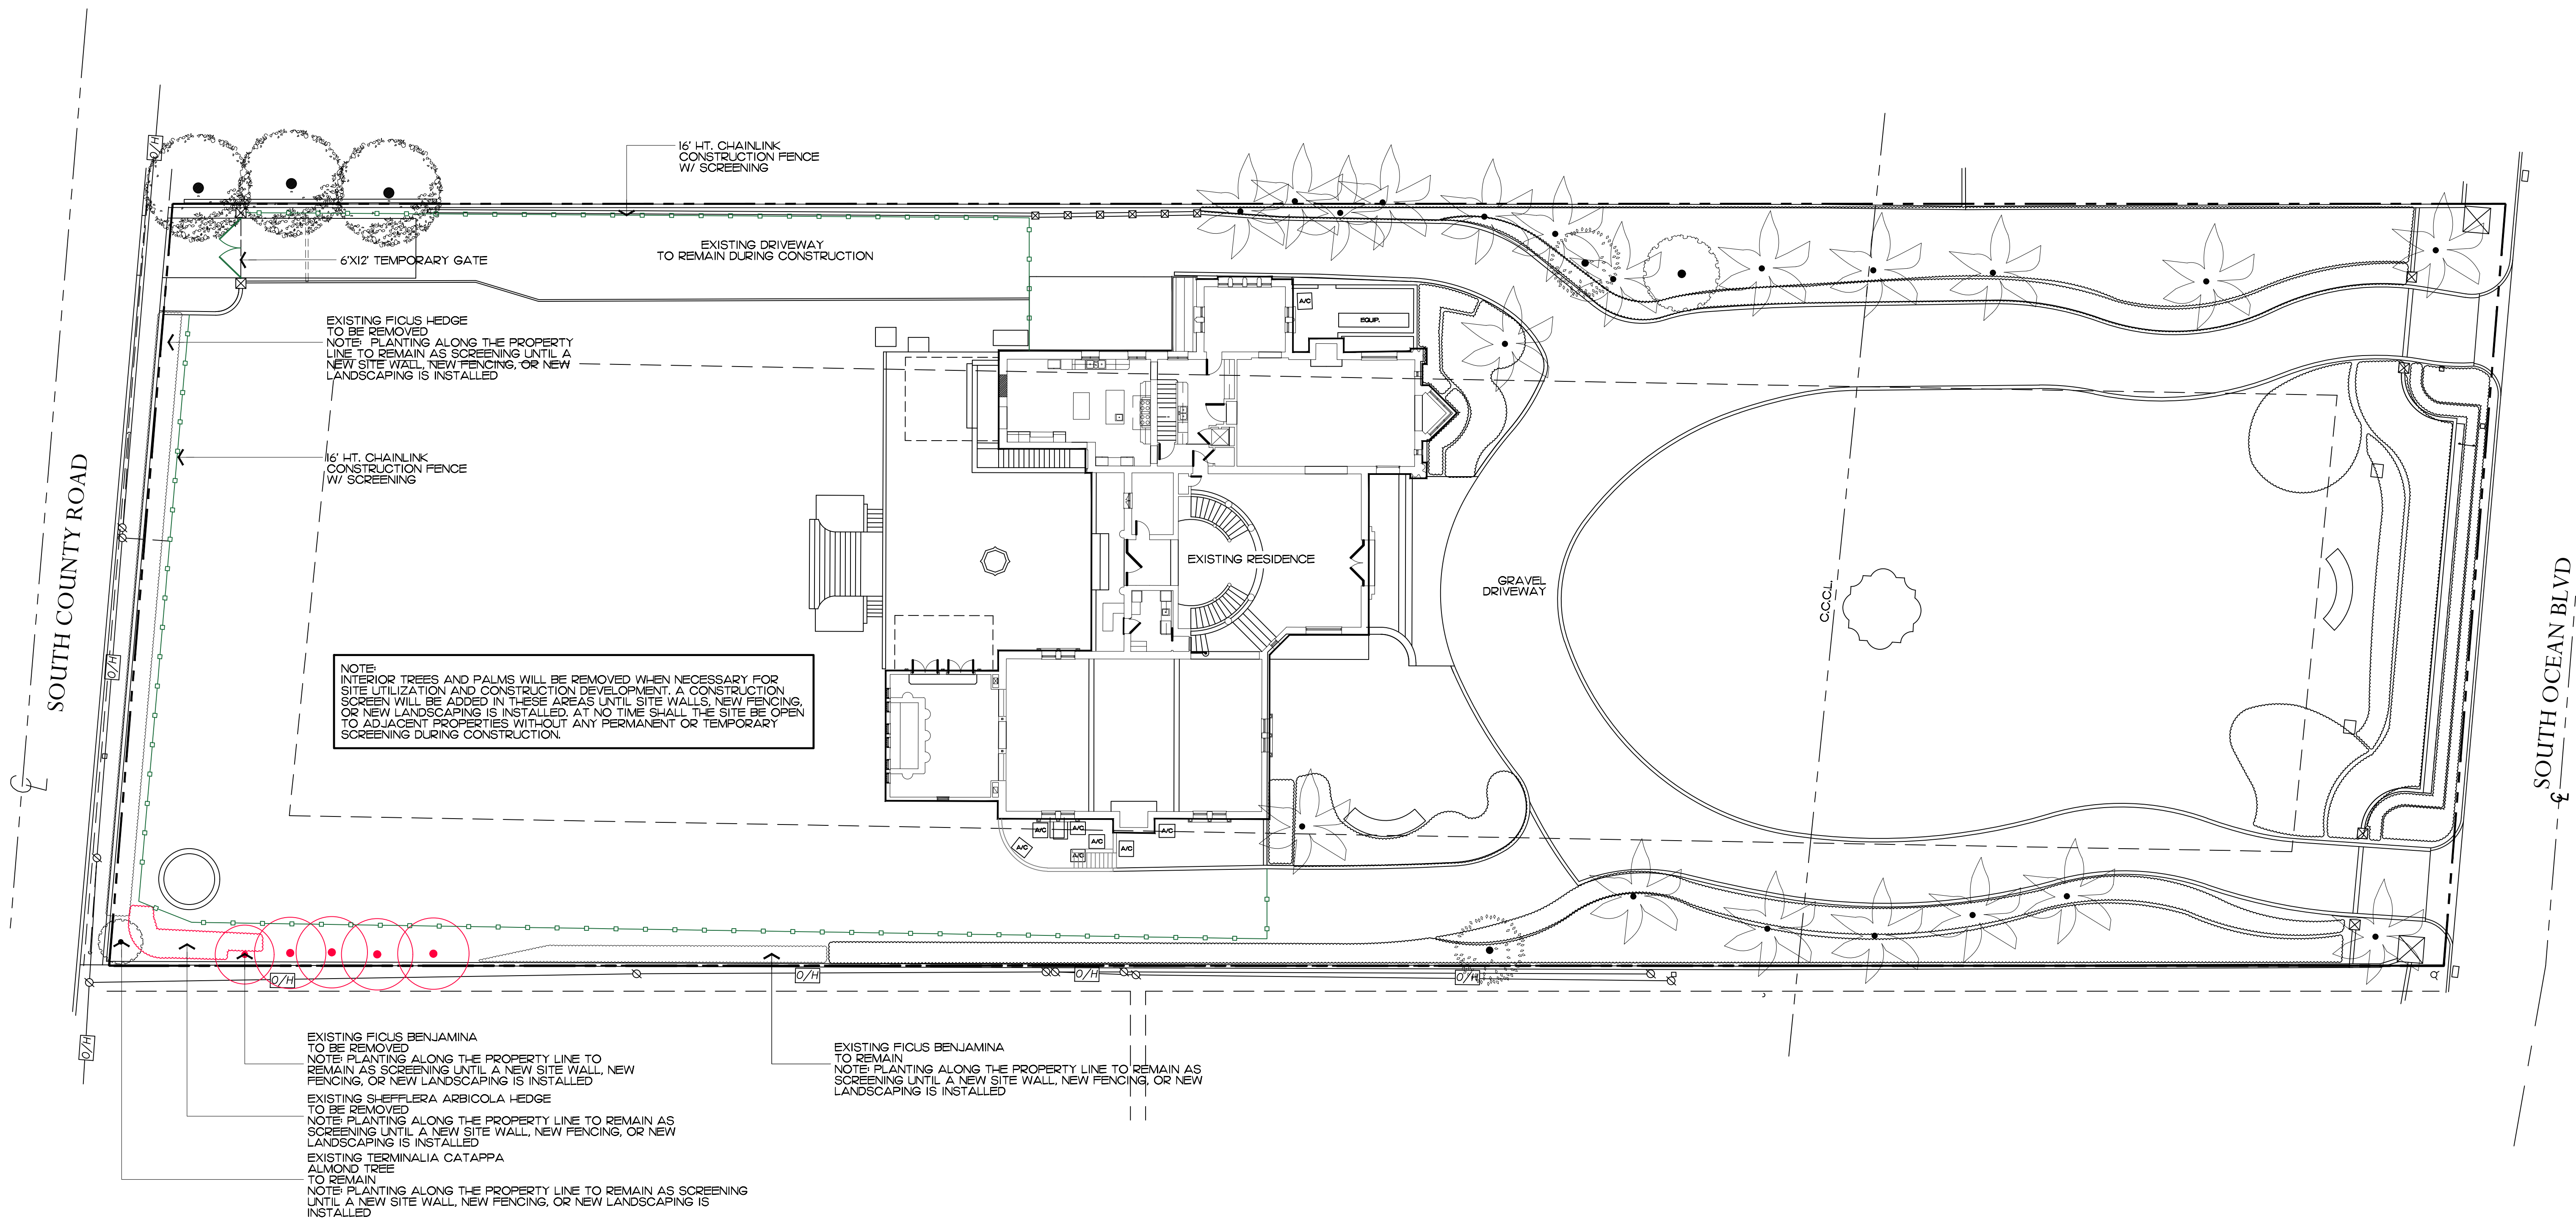 16' HT. CHAINLINK
CONSTRUCTION FENCE
W/ SCREENING
O/H
EXISTING DRIVEWAY
TO REMAIN DURING CONSTRUCTION
6'X12' TEMPORARY GATE
A/C
EQUIP.
EXISTING FICUS HEDGE
TO BE REMOVED
NOTE: PLANTING ALONG THE PROPERTY
LINE TO REMAIN AS SCREENING UNTIL A
NEW SITE WALL, NEW FENCING, OR NEW
LANDSCAPING IS INSTALLED
16' HT. CHAINLINK
CONSTRUCTION FENCE
W/ SCREENING
SOUTH COUNTY ROAD
EXISTING RESIDENCE
GRAVEL
DRIVEWAY
C.C.C.L.
SOUTH OCEAN BLVD
O/H
NOTE:
INTERIOR TREES AND PALMS WILL BE REMOVED WHEN NECESSARY FOR
SITE UTILIZATION AND CONSTRUCTION DEVELOPMENT. A CONSTRUCTION
SCREEN WILL BE ADDED IN THESE AREAS UNTIL SITE WALLS, NEW FENCING,
OR NEW LANDSCAPING IS INSTALLED. AT NO TIME SHALL THE SITE BE OPEN
TO ADJACENT PROPERTIES WITHOUT ANY PERMANENT OR TEMPORARY
SCREENING DURING CONSTRUCTION.
A/C
A/C
A/C
A/C
A/C
A/C
A/C
O/H
O/H
O/H
O/H
O/H
EXISTING FICUS BENJAMINA
TO BE REMOVED
NOTE: PLANTING ALONG THE PROPERTY LINE TO
REMAIN AS SCREENING UNTIL A NEW SITE WALL, NEW
FENCING, OR NEW LANDSCAPING IS INSTALLED
EXISTING FICUS BENJAMINA
TO REMAIN
NOTE: PLANTING ALONG THE PROPERTY LINE TO REMAIN AS
SCREENING UNTIL A NEW SITE WALL, NEW FENCING, OR NEW
LANDSCAPING IS INSTALLED
EXISTING SHEFFLERA ARBICOLA HEDGE
TO BE REMOVED
NOTE: PLANTING ALONG THE PROPERTY LINE TO REMAIN AS
SCREENING UNTIL A NEW SITE WALL, NEW FENCING, OR NEW
LANDSCAPING IS INSTALLED
EXISTING TERMINALIA CATAPPA
ALMOND TREE
TO REMAIN
NOTE: PLANTING ALONG THE PROPERTY LINE TO REMAIN AS SCREENING
UNTIL A NEW SITE WALL, NEW FENCING, OR NEW LANDSCAPING IS
INSTALLED